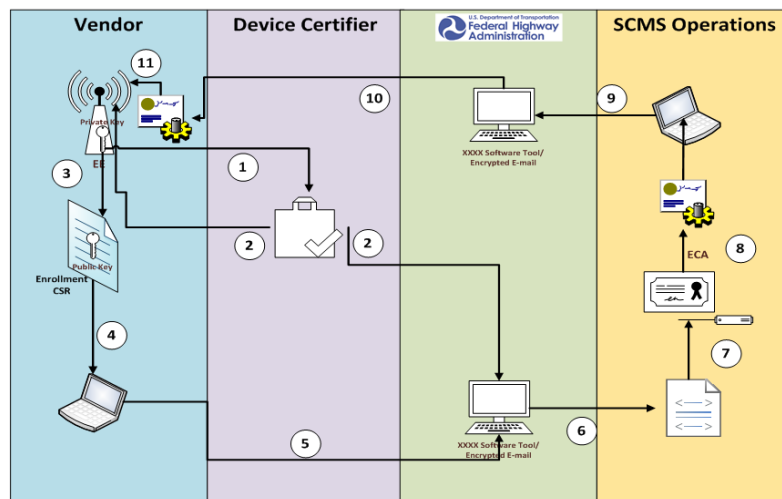 Vendor
Device Certifier
U.S. Department of Transportation
Federal Highway
Administration
SCMS Operations
11
10
9
Private Key
EE
XXXX Software Tool/
Encrypted E-mail
1
3
2
2
8
ECA
Public Key
Enrollment
CSR
4
7
5
6
XXXX Software Tool/
Encrypted E-mail